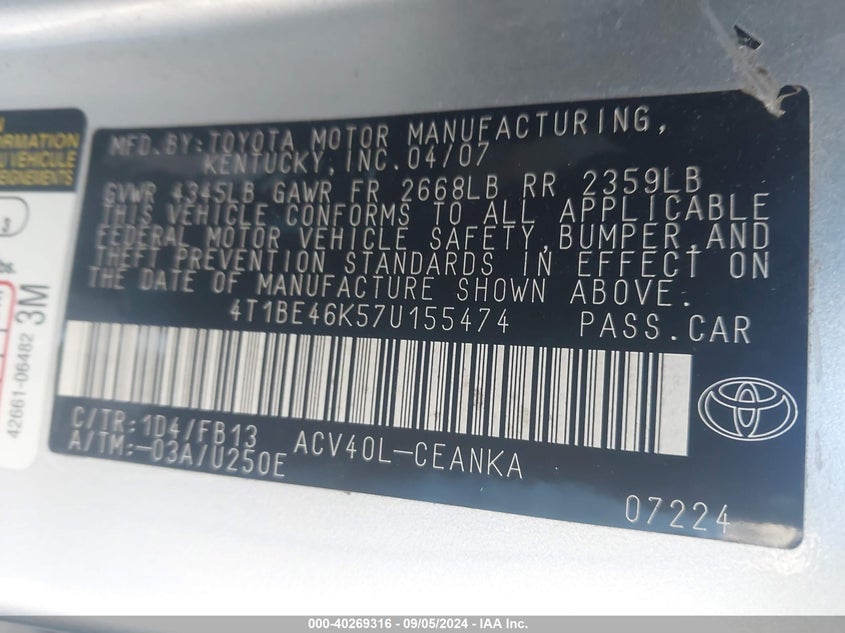 MFD.BY:TOYOTA MOTOR MANUFACTURING,
KENTUCKY,INC.04/07
GVWR 4345LB GAWR FR 2668LB RR 2359LB
THIS VEHICLE CONFORMS TO ALL APPLICABLE
FEDERAL MOTOR VEHICLE SAFETY,BUMPER,AND
THEFT PREVENTION STANDARDS IN EFFECT ON
THE DATE OF MANUFACTURE SHOWN ABOVE.
4T1BE46K57U155474 PASS.CAR
C/TR:1D4/FB13 ACV40L-CEANKA
A/TM:-03A/U250E
07224
VEHICULE
42661-06482 3M
000-40269316 - 09/05/2024 - IAA Inc.